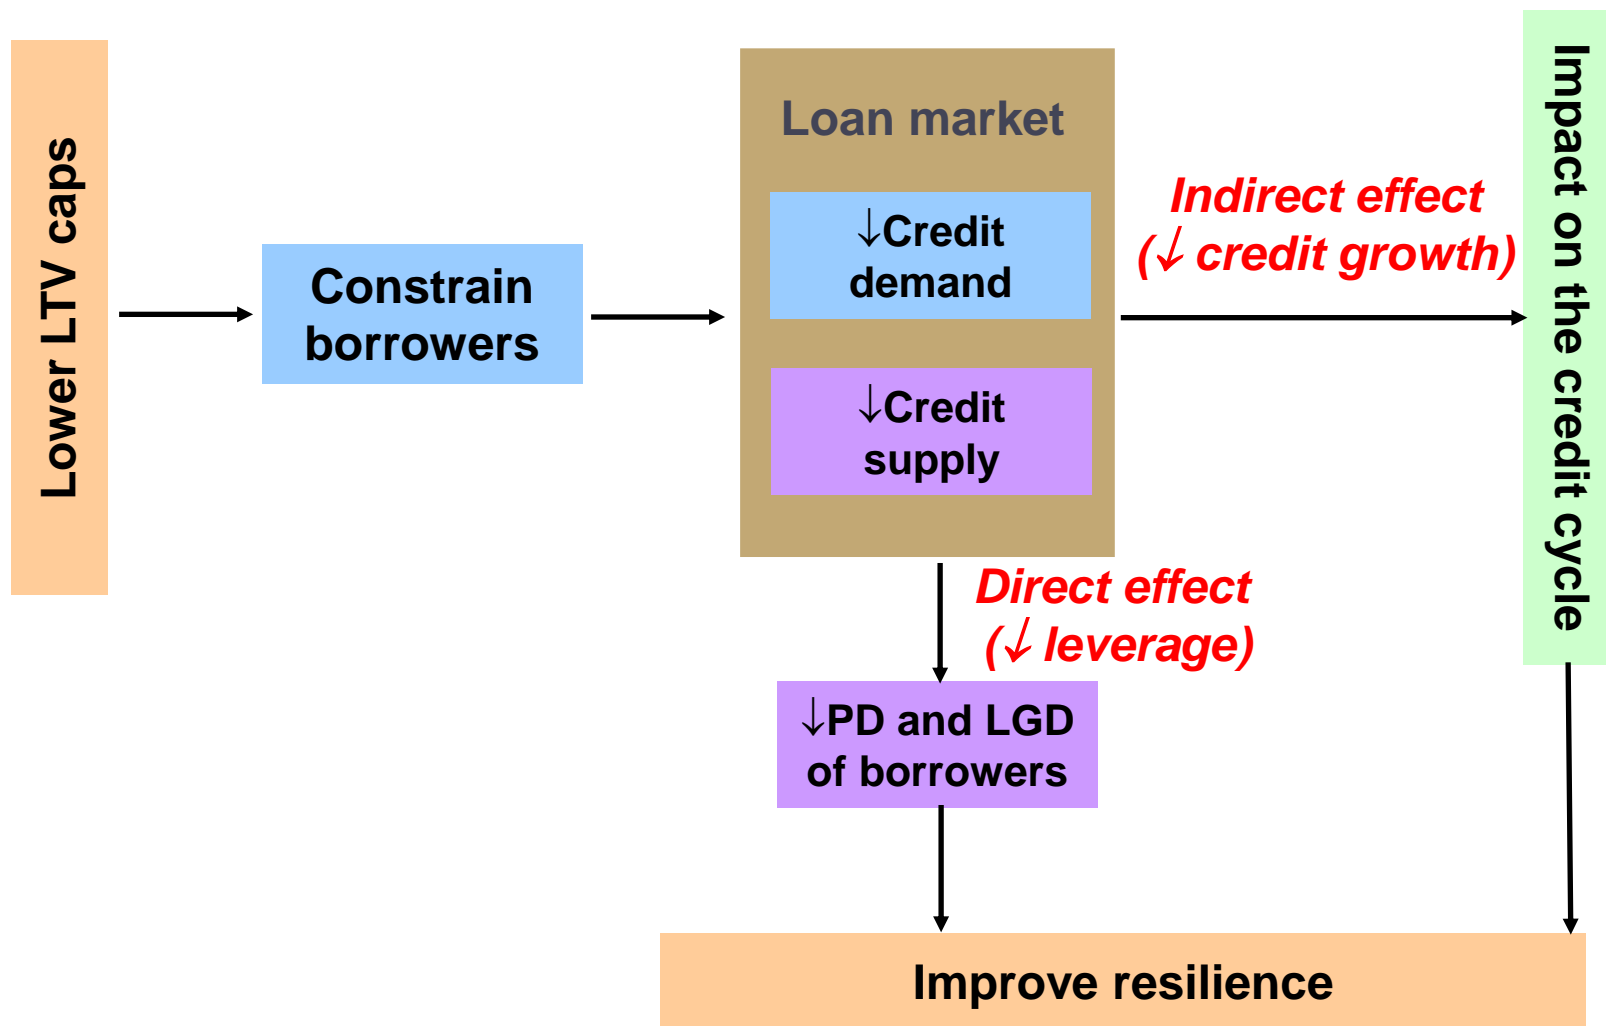 Lower LTV caps
Constrain
borrowers
Loan market
↓Credit
demand
↓Credit
supply
Indirect effect
(↓ credit growth)
Direct effect
(↓ leverage)
↓PD and LGD
of borrowers
Impact on the credit cycle
Improve resilience